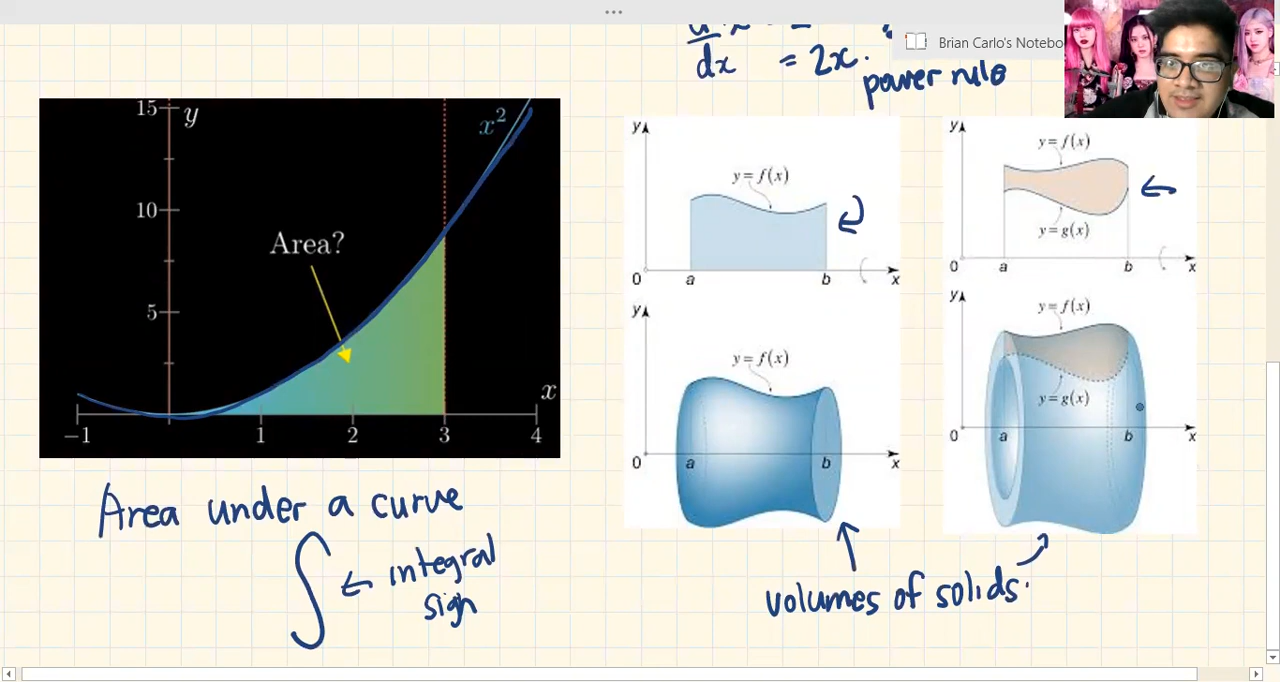 ...
dx = 2x.
power rule
Brian Carlo's Notebo
15 y
x²
10
Area?
5
x
−1 1 2 3 4
Area under a curve
∫ ← integral
sign
y
y = f(x)
0 a b x
y
y = f(x)
0 a b x
y
y = f(x)
y = g(x)
0 a b x
y
y = f(x)
y = g(x)
0 a b x
volumes of solids.